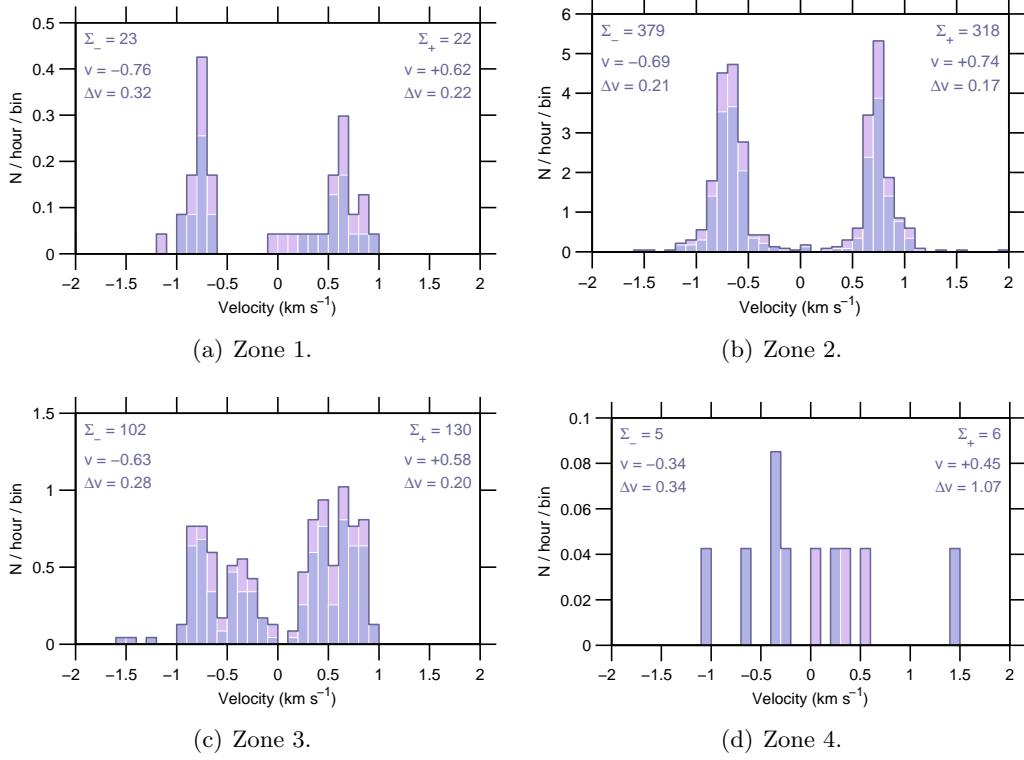 0.5
0.4
0.3
0.2
0.1
0
N / hour / bin
Σ− = 23
v = −0.76
Δv = 0.32
Σ+ = 22
v = +0.62
Δv = 0.22
−2 −1.5 −1 −0.5 0 0.5 1 1.5 2
Velocity (km s⁻¹)
(a) Zone 1.
6
5
4
3
2
1
0
N / hour / bin
Σ− = 379
v = −0.69
Δv = 0.21
Σ+ = 318
v = +0.74
Δv = 0.17
−2 −1.5 −1 −0.5 0 0.5 1 1.5 2
Velocity (km s⁻¹)
(b) Zone 2.
1.5
1
0.5
0
N / hour / bin
Σ− = 102
v = −0.63
Δv = 0.28
Σ+ = 130
v = +0.58
Δv = 0.20
−2 −1.5 −1 −0.5 0 0.5 1 1.5 2
Velocity (km s⁻¹)
(c) Zone 3.
0.1
0.08
0.06
0.04
0.02
0
N / hour / bin
Σ− = 5
v = −0.34
Δv = 0.34
Σ+ = 6
v = +0.45
Δv = 1.07
−2 −1.5 −1 −0.5 0 0.5 1 1.5 2
Velocity (km s⁻¹)
(d) Zone 4.